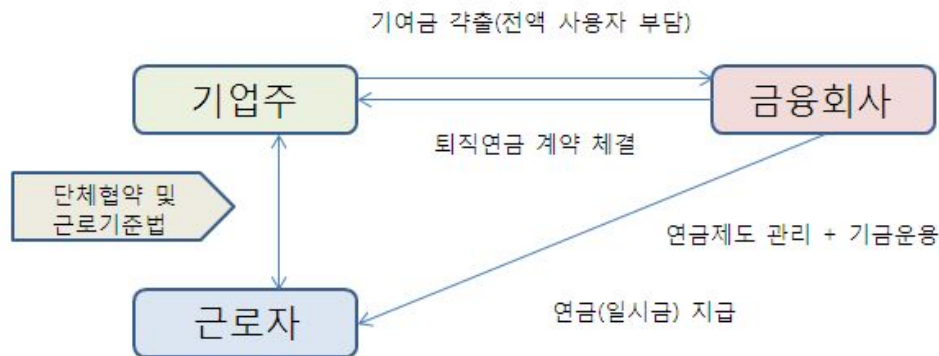 기여금 갹출(전액 사용자 부담)
기업주
금융회사
퇴직연금 계약 체결
단체협약 및
근로기준법
연금제도 관리 + 기금운용
근로자
연금(일시금) 지급